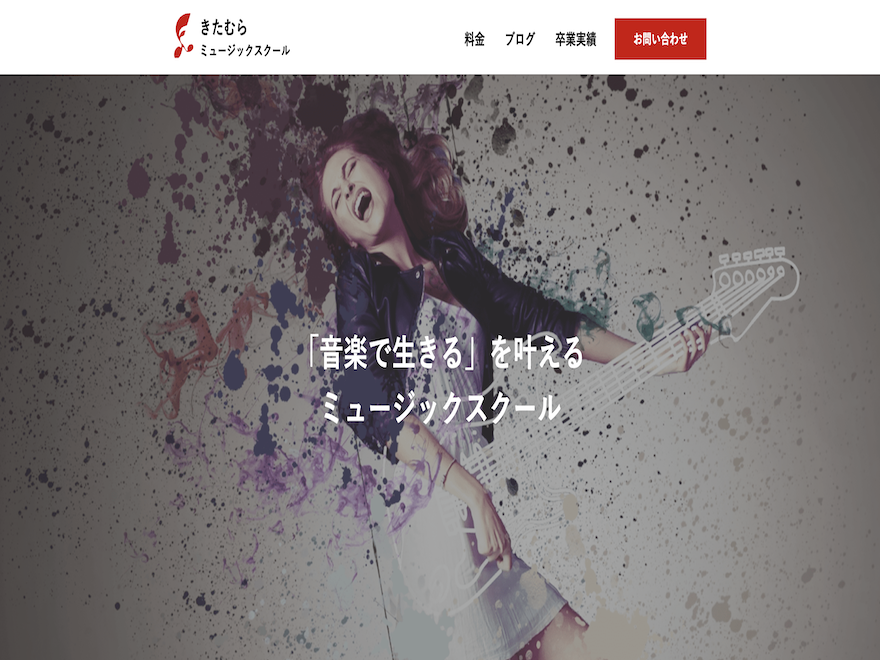 きたむら
ミュージックスクール
料金 ブログ 卒業実績 お問い合わせ
「音楽で生きる」を叶える
ミュージックスクール